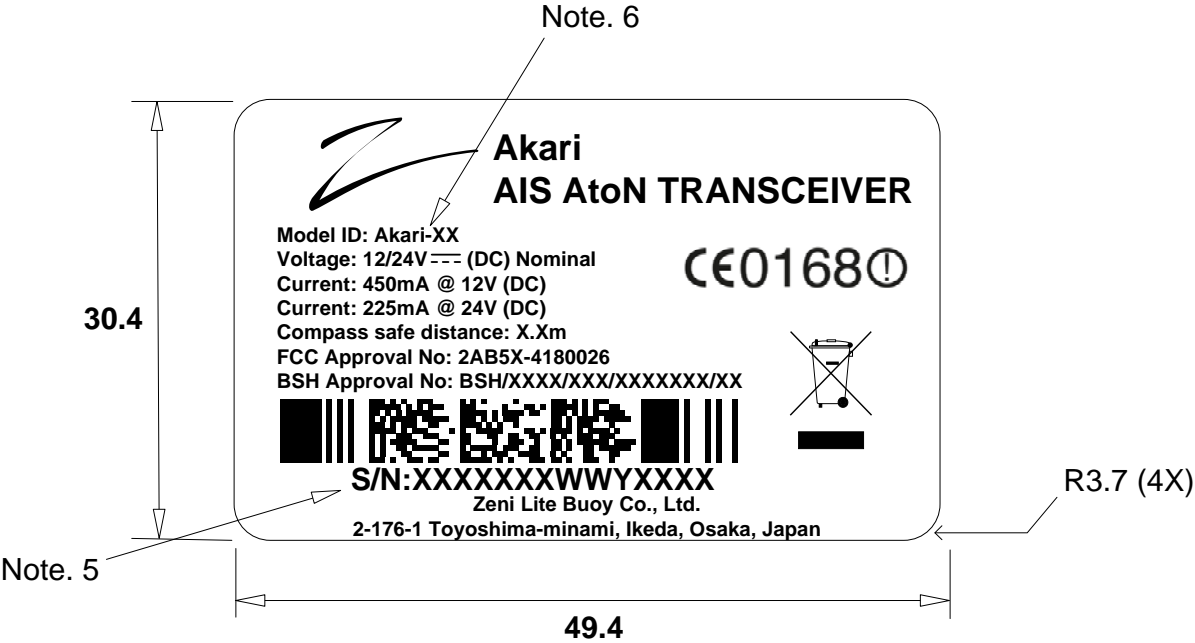 Note. 6
Akari
AIS AtoN TRANSCEIVER
Model ID: Akari-XX
Voltage: 12/24V (DC) Nominal
Current: 450mA @ 12V (DC)
Current: 225mA @ 24V (DC)
Compass safe distance: X.Xm
FCC Approval No: 2AB5X-4180026
BSH Approval No: BSH/XXXX/XXX/XXXXXXX/XX
CE0168
30.4
S/N:XXXXXXXWWYXXXX
Zeni Lite Buoy Co., Ltd.
2-176-1 Toyoshima-minami, Ikeda, Osaka, Japan
R3.7 (4X)
Note. 5
49.4